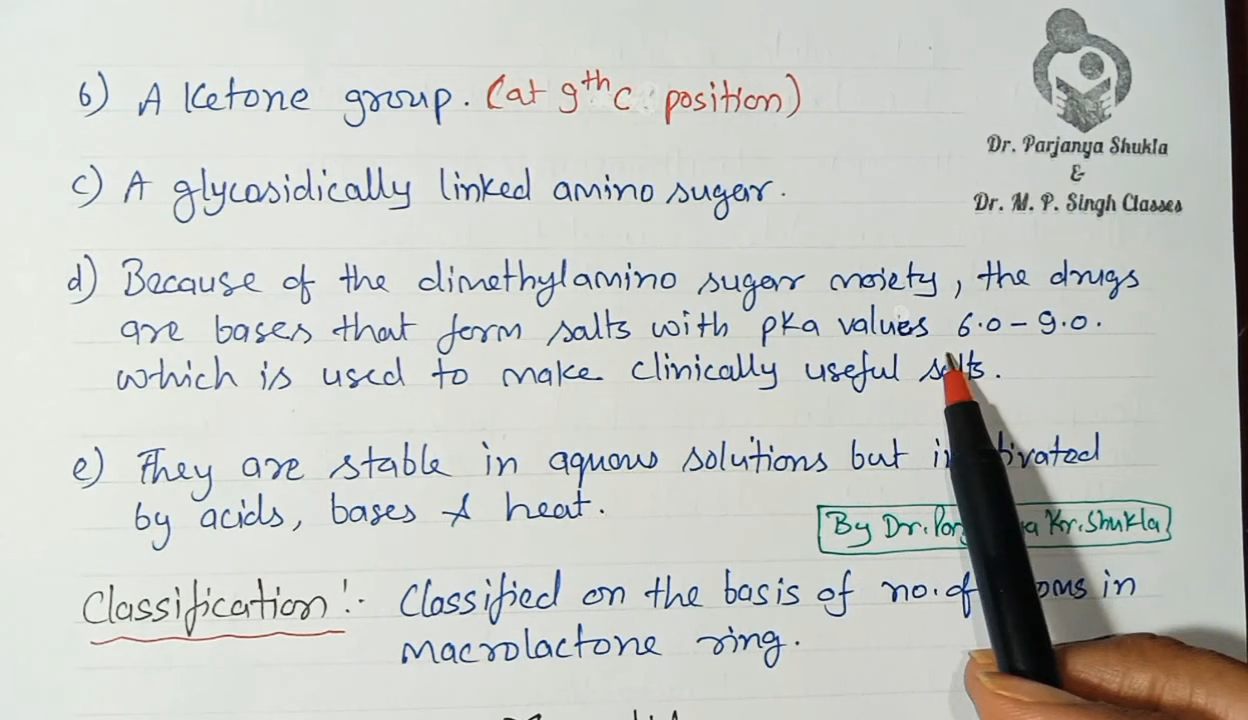 b) A Ketone group. (at 9th c position)
Dr. Parjanya Shukla
&
Dr. M. P. Singh Classes
c) A glycosidically linked amino sugar.
d) Because of the dimethylamino sugar moiety, the drugs
are bases that form salts with pKa values 6.0 - 9.0.
which is used to make clinically useful salts.
e) They are stable in aquous solutions but
by acids, bases & heat.
By Dr. Kr. Shukla
Classification :- Classified on the basis of no. of in
macrolactone ring.